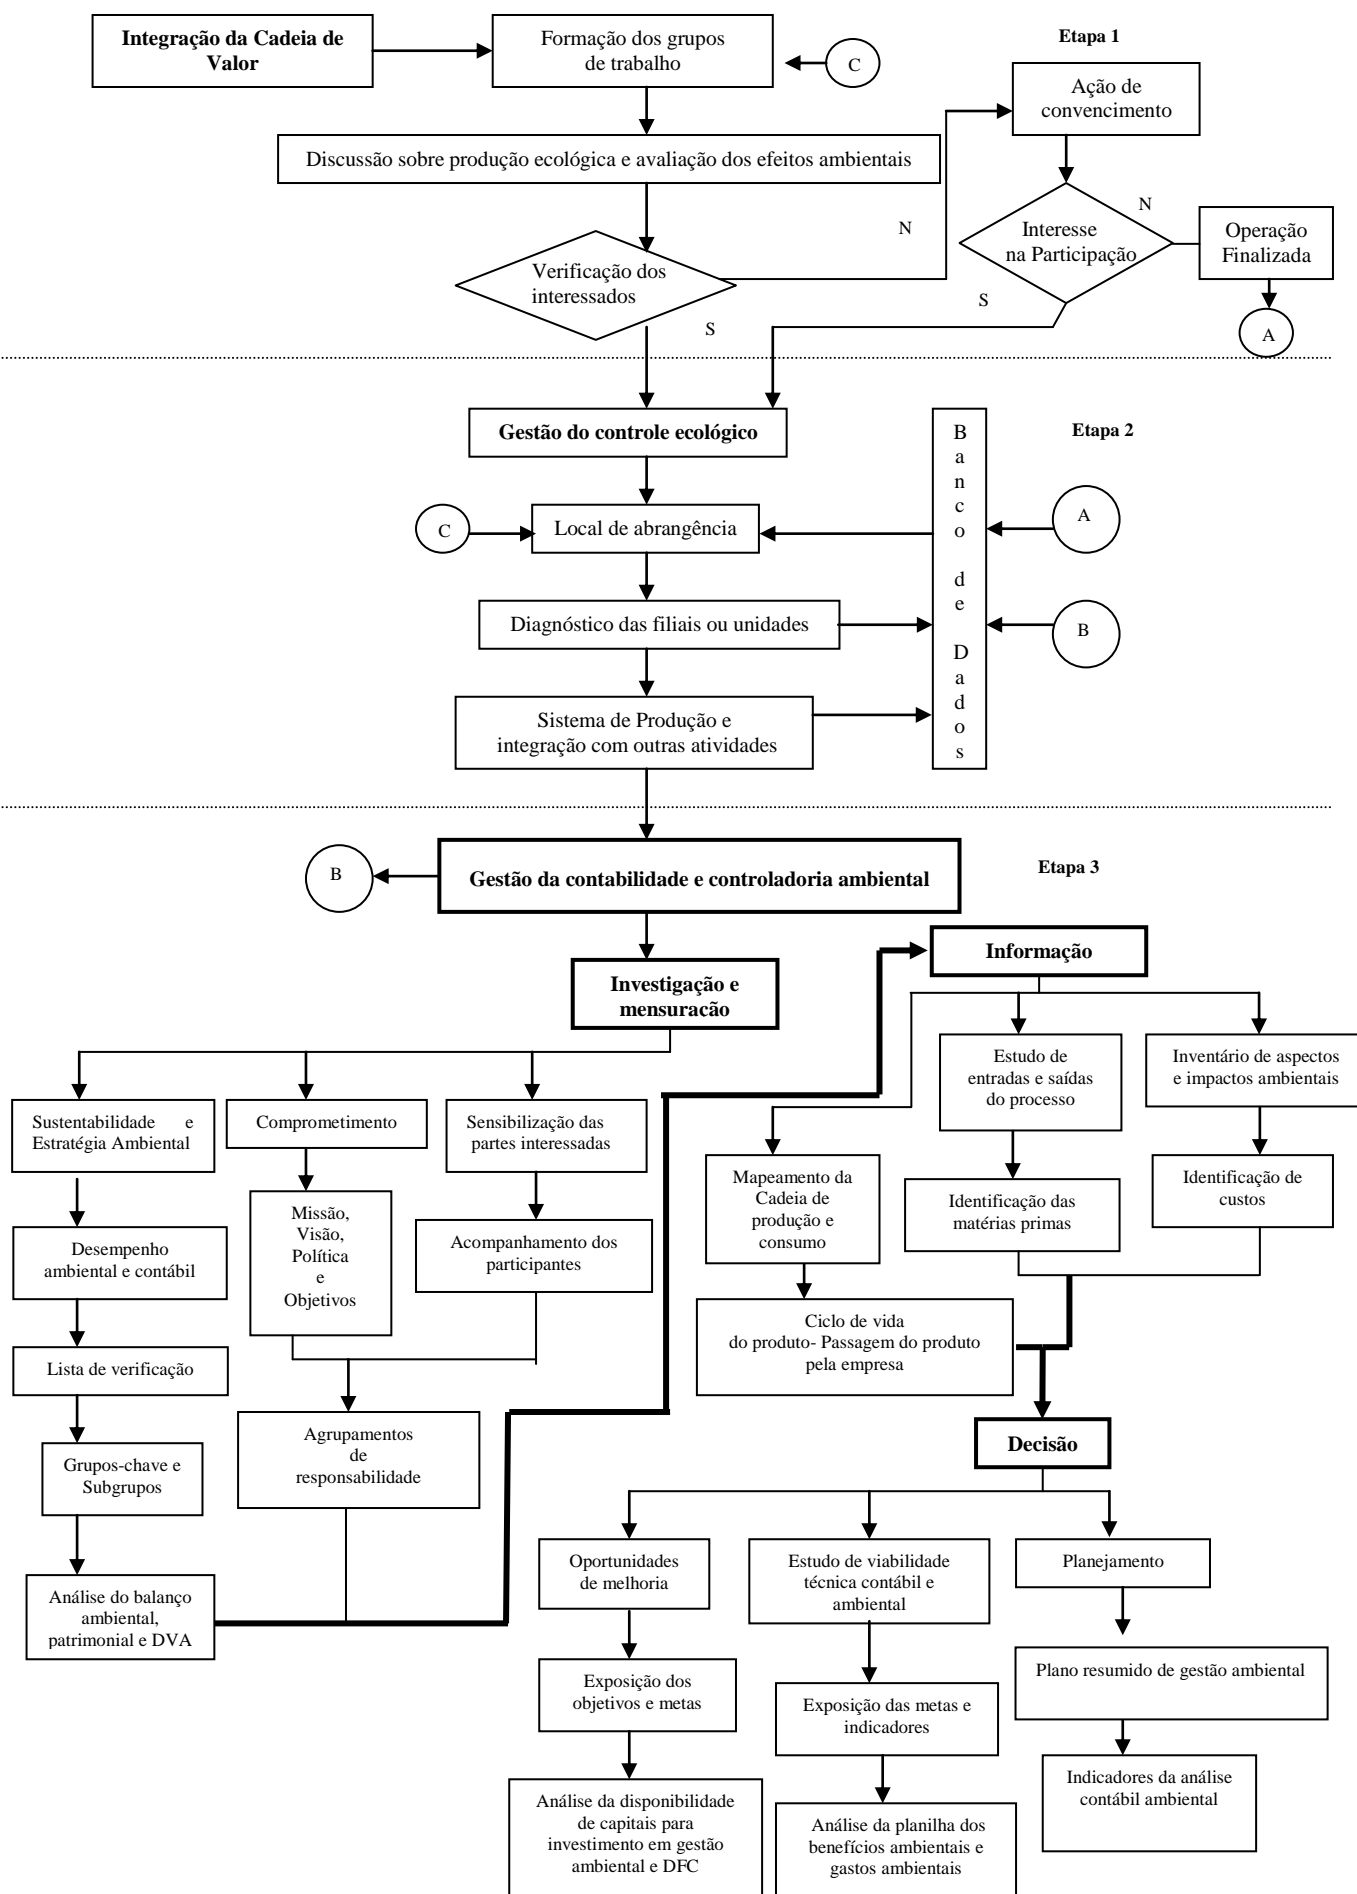 Integração da Cadeia de
Valor
Formação dos grupos
de trabalho
C
Etapa 1
Ação de
convencimento
Discussão sobre produção ecológica e avaliação dos efeitos ambientais
N
Interesse
na Participação
N
Operação
Finalizada
Verificação dos
interessados
S
S
A
Gestão do controle ecológico
Etapa 2
Banco de Dados
A
C
Local de abrangência
Diagnóstico das filiais ou unidades
B
Sistema de Produção e
integração com outras atividades
B
Gestão da contabilidade e controladoria ambiental
Etapa 3
Investigação e
mensuração
Informação
Sustentabilidade e
Estratégia Ambiental
Comprometimento
Sensibilização das
partes interessadas
Estudo de
entradas e saídas
do processo
Inventário de aspectos
e impactos ambientais
Desempenho
ambiental e contábil
Missão,
Visão,
Política
e
Objetivos
Acompanhamento dos
participantes
Mapeamento da
Cadeia de
produção e
consumo
Identificação das
matérias primas
Identificação de
custos
Lista de verificação
Ciclo de vida
do produto- Passagem do produto
pela empresa
Grupos-chave e
Subgrupos
Agrupamentos
de
responsabilidade
Decisão
Análise do balanço
ambiental,
patrimonial e DVA
Oportunidades
de melhoria
Estudo de viabilidade
técnica contábil e
ambiental
Planejamento
Exposição dos
objetivos e metas
Exposição das metas e
indicadores
Plano resumido de gestão ambiental
Análise da disponibilidade
de capitais para
investimento em gestão
ambiental e DFC
Análise da planilha dos
benefícios ambientais e
gastos ambientais
Indicadores da análise
contábil ambiental